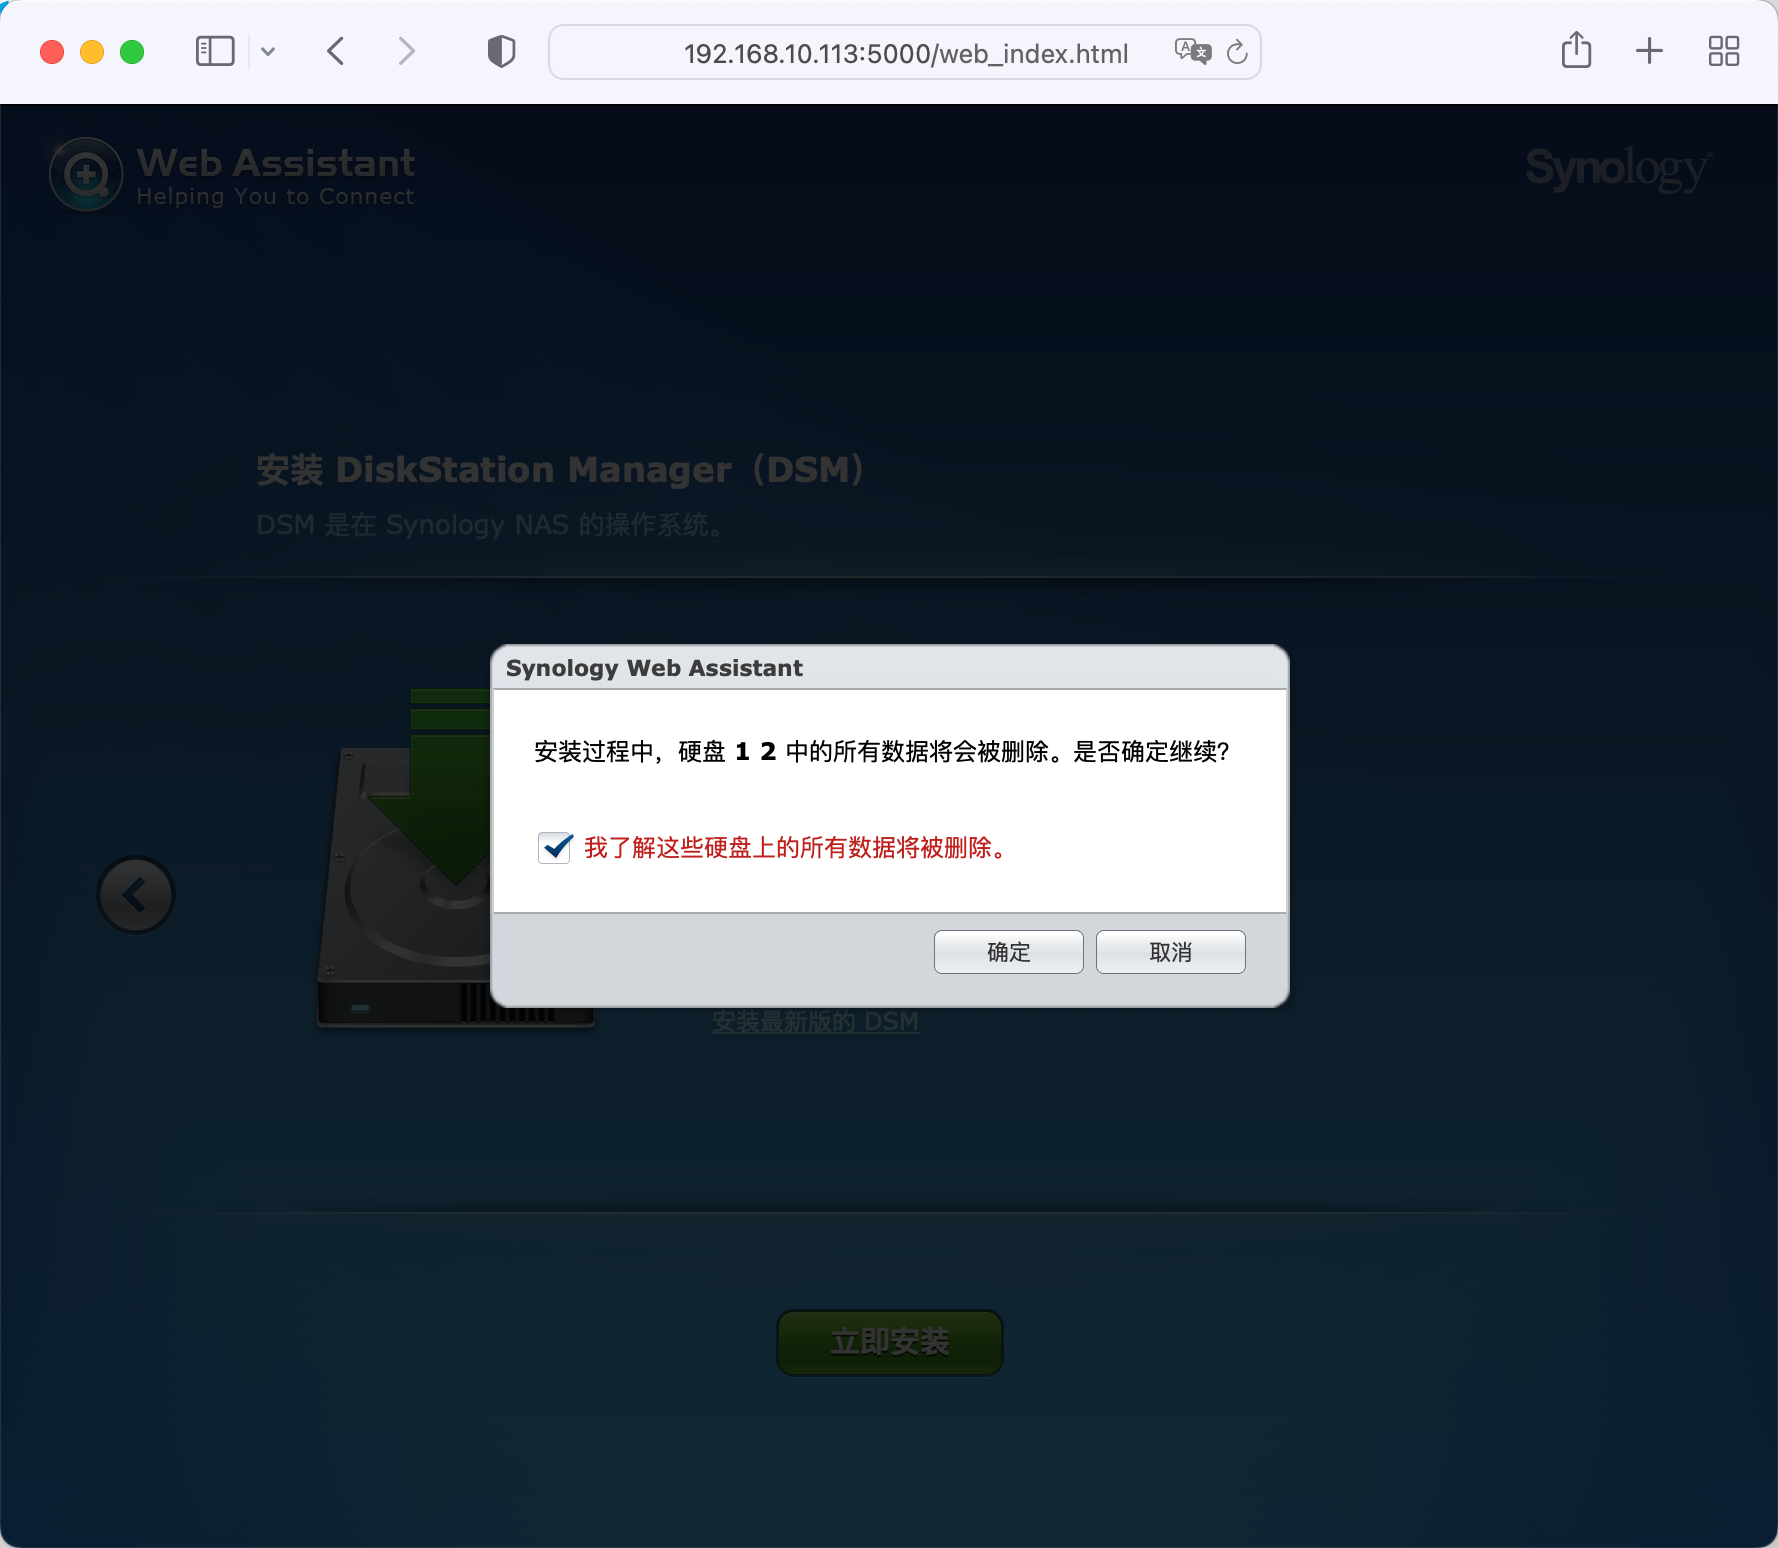 192.168.10.113:5000/web_index.html
Web Assistant
Helping You to Connect
Synology
安装 DiskStation Manager（DSM）
DSM 是在 Synology NAS 的操作系统。
Synology Web Assistant
安装过程中，硬盘 1 2 中的所有数据将会被删除。是否确定继续？
我了解这些硬盘上的所有数据将被删除。
确定
取消
安装最新版的 DSM
立即安装